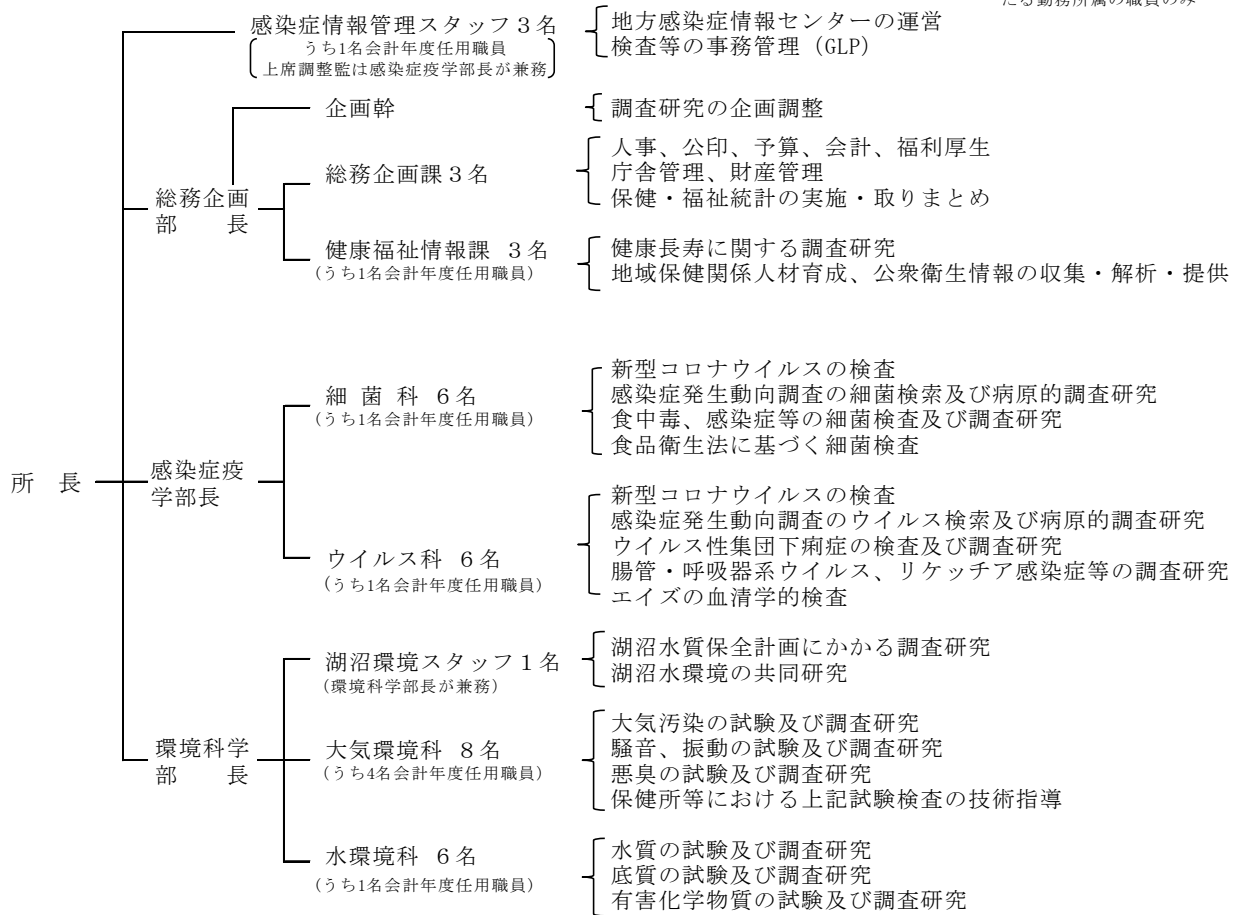 たる勤務所属の職員のみ
感染症情報管理スタッフ３名
うち1名会計年度任用職員
上席調整監は感染症疫学部長が兼務
地方感染症情報センターの運営
検査等の事務管理（GLP）
企画幹
調査研究の企画調整
総務企画
部　　長
総務企画課３名
人事、公印、予算、会計、福利厚生
庁舎管理、財産管理
保健・福祉統計の実施・取りまとめ
健康福祉情報課 ３名
(うち1名会計年度任用職員)
健康長寿に関する調査研究
地域保健関係人材育成、公衆衛生情報の収集・解析・提供
所　長
感染症疫
学部長
細 菌 科 ６名
(うち1名会計年度任用職員)
新型コロナウイルスの検査
感染症発生動向調査の細菌検索及び病原的調査研究
食中毒、感染症等の細菌検査及び調査研究
食品衛生法に基づく細菌検査
ウイルス科 ６名
(うち1名会計年度任用職員)
新型コロナウイルスの検査
感染症発生動向調査のウイルス検索及び病原的調査研究
ウイルス性集団下痢症の検査及び調査研究
腸管・呼吸器系ウイルス、リケッチア感染症等の調査研究
エイズの血清学的検査
環境科学
部　　長
湖沼環境スタッフ１名
(環境科学部長が兼務)
湖沼水質保全計画にかかる調査研究
湖沼水環境の共同研究
大気環境科 ８名
(うち4名会計年度任用職員)
大気汚染の試験及び調査研究
騒音、振動の試験及び調査研究
悪臭の試験及び調査研究
保健所等における上記試験検査の技術指導
水環境科 ６名
(うち1名会計年度任用職員)
水質の試験及び調査研究
底質の試験及び調査研究
有害化学物質の試験及び調査研究